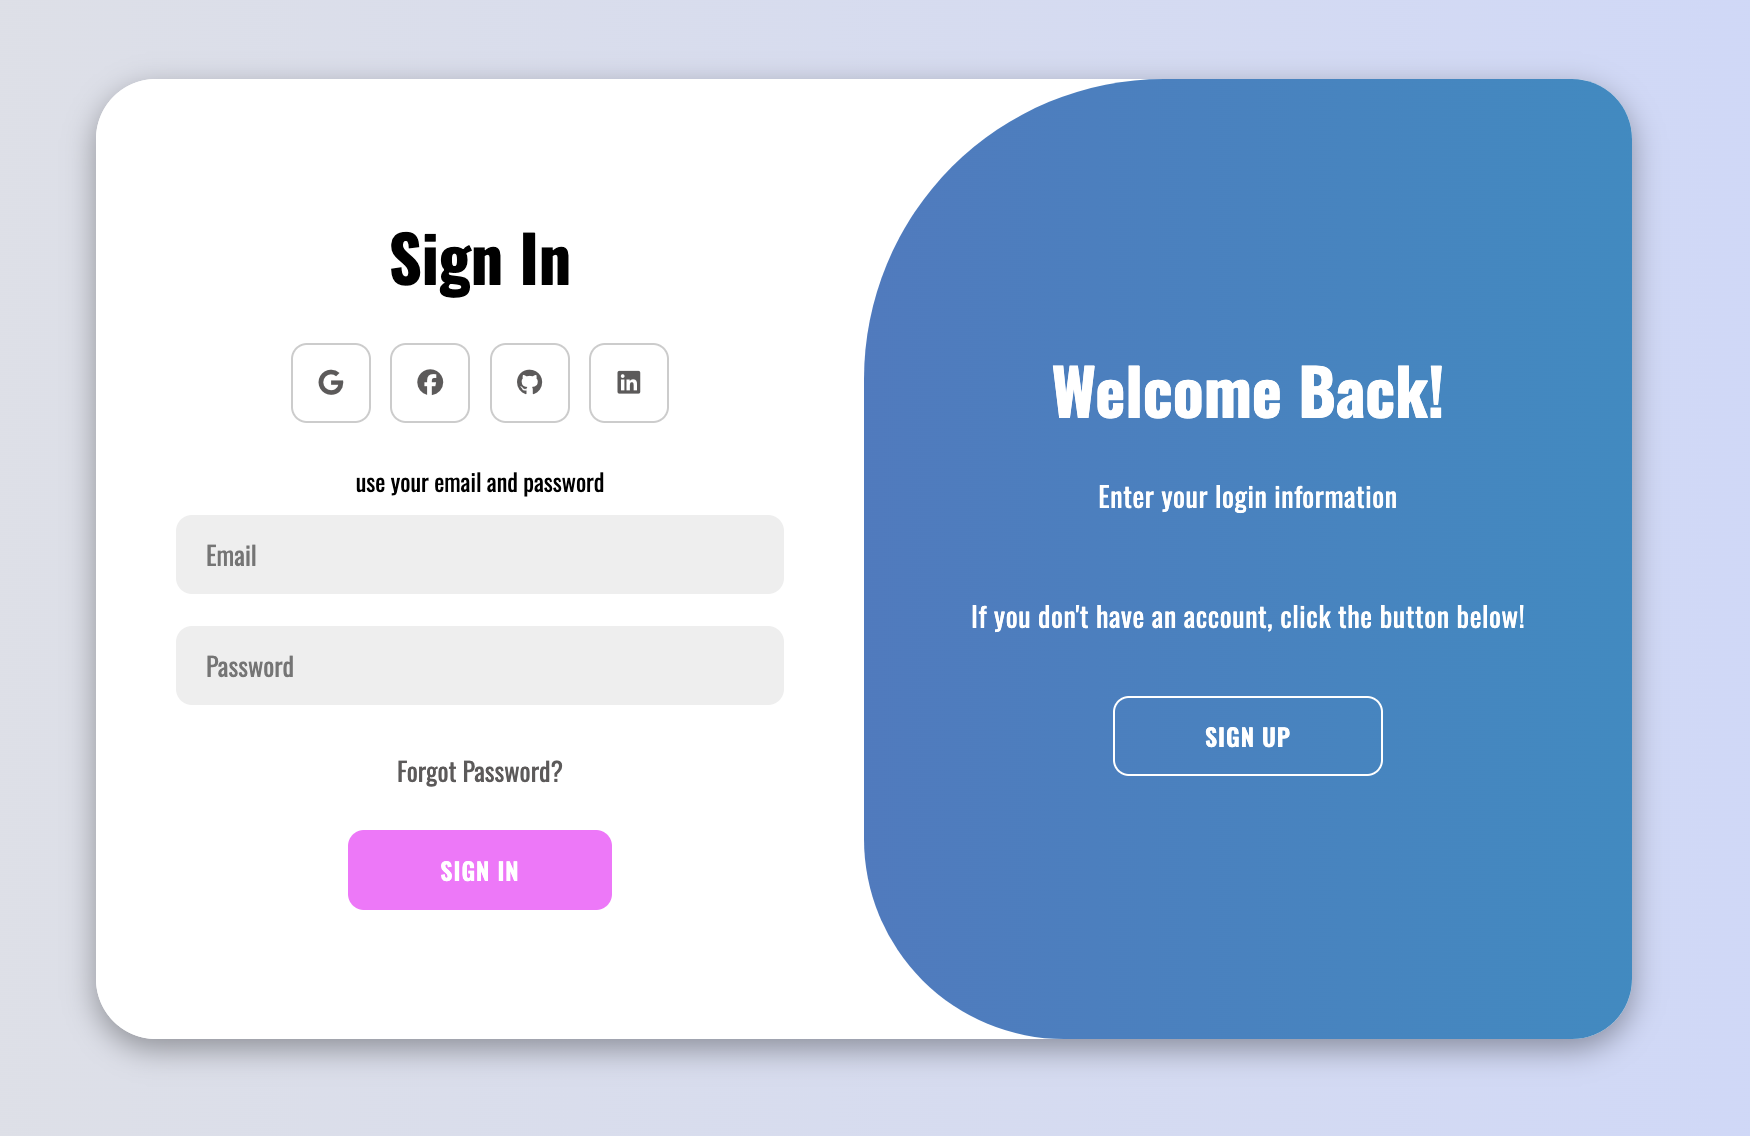 Sign In
use your email and password
Email
Password
Forgot Password?
SIGN IN
Welcome Back!
Enter your login information
If you don't have an account, click the button below!
SIGN UP